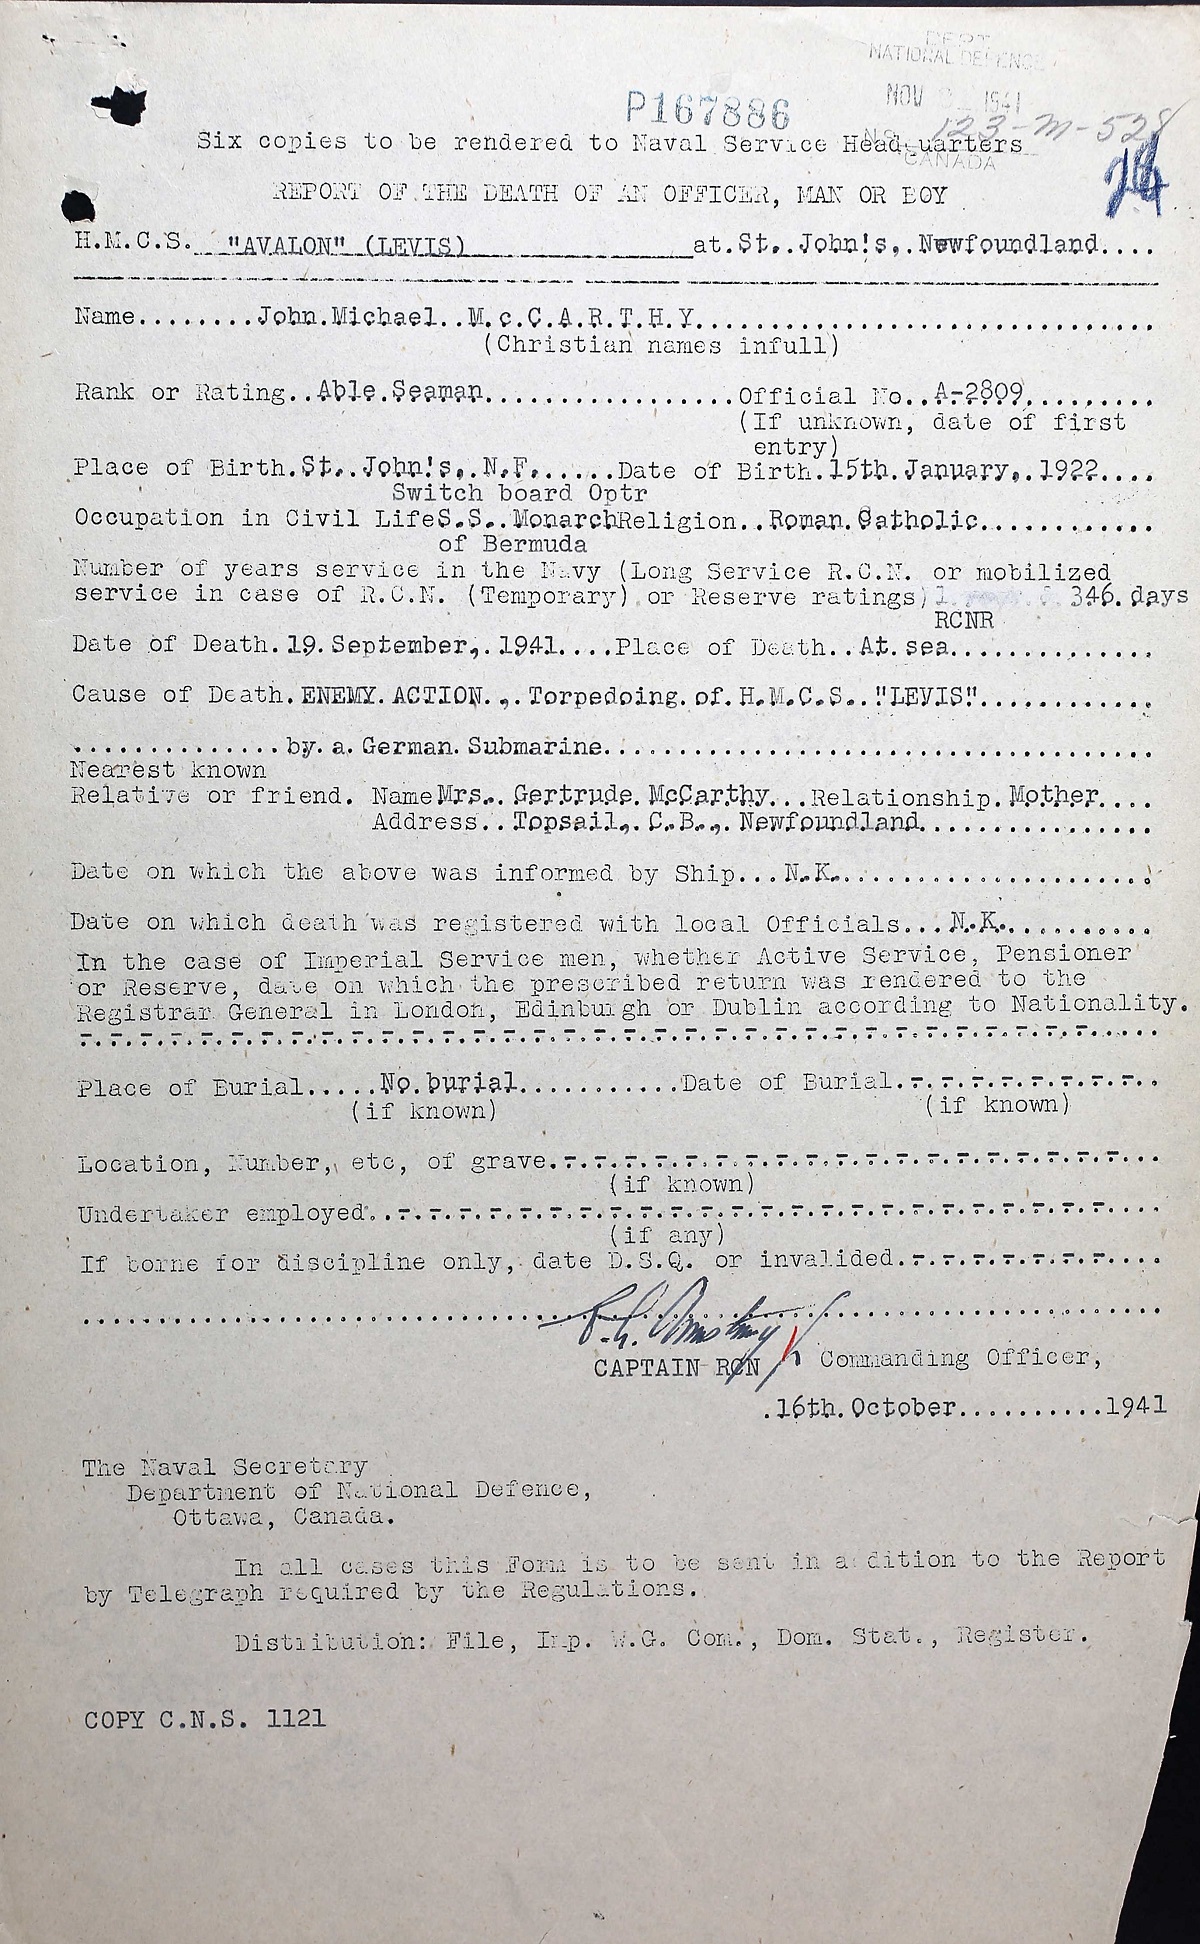 DEPT
NATIONAL DEFENCE
NOV 1941
P167886
123-M-528
Six copies to be rendered to Naval Service Headquarters
CANADA
REPORT OF THE DEATH OF AN OFFICER, MAN OR BOY
H.M.C.S. "AVALON" (LEVIS) at. St. John's, Newfoundland....
Name........John Michael McCARTHY..............................
(Christian names infull)
Rank or Rating..Able Seaman.................Official No..A-2809.........
(If unknown, date of first
entry)
Place of Birth.St. John's, N.F......Date of Birth.15th. January, 1922....
Switch board Optr
Occupation in Civil Life S.S. Monarch Religion..Roman Catholic............
of Bermuda
Number of years service in the Navy (Long Service R.C.N. or mobilized
service in case of R.C.N. (Temporary) or Reserve ratings) 346 days
RCNR
Date of Death.19 September, 1941....Place of Death..At sea..............
Cause of Death.ENEMY ACTION, Torpedoing of H.M.C.S. "LEVIS"............
..............by a German Submarine.....................................
Nearest known
Relative or friend. Name Mrs. Gertrude McCarthy...Relationship.Mother....
Address..Topsail, C.B., Newfoundland................
Date on which the above was informed by Ship...N.K......................
Date on which death was registered with local Officials...N.K...........
In the case of Imperial Service men, whether Active Service, Pensioner
or Reserve, date on which the prescribed return was rendered to the
Registrar General in London, Edinburgh or Dublin according to Nationality.
-.-.-.-.-.-.-.-.-.-.-.-.-.-.-.-.-.-.-.-.-.-.-.-.-.-.-.-.-.-.-.-.-.-.....
Place of Burial.....No burial...........Date of Burial.-.-.-.-.-.-.-.-..
(if known) (if known)
Location, Number, etc, of grave.-.-.-.-.-.-.-.-.-.-.-.-.-.-.-.-.-.-.-...
(if known)
Undertaker employed..-.-.-.-.-.-.-.-.-.-.-.-.-.-.-.-.-.-.-.-.-.-.-.-....
(if any)
If borne for discipline only, date D.S.Q. or invalided.-.-.-.-.-.-.-....
CAPTAIN RCN Commanding Officer,
.16th. October..........1941
The Naval Secretary
Department of National Defence,
Ottawa, Canada.
In all cases this Form is to be sent in addition to the Report
by Telegraph required by the Regulations.
Distribution: File, Imp. W.G. Com., Dom. Stat., Register.
COPY C.N.S. 1121